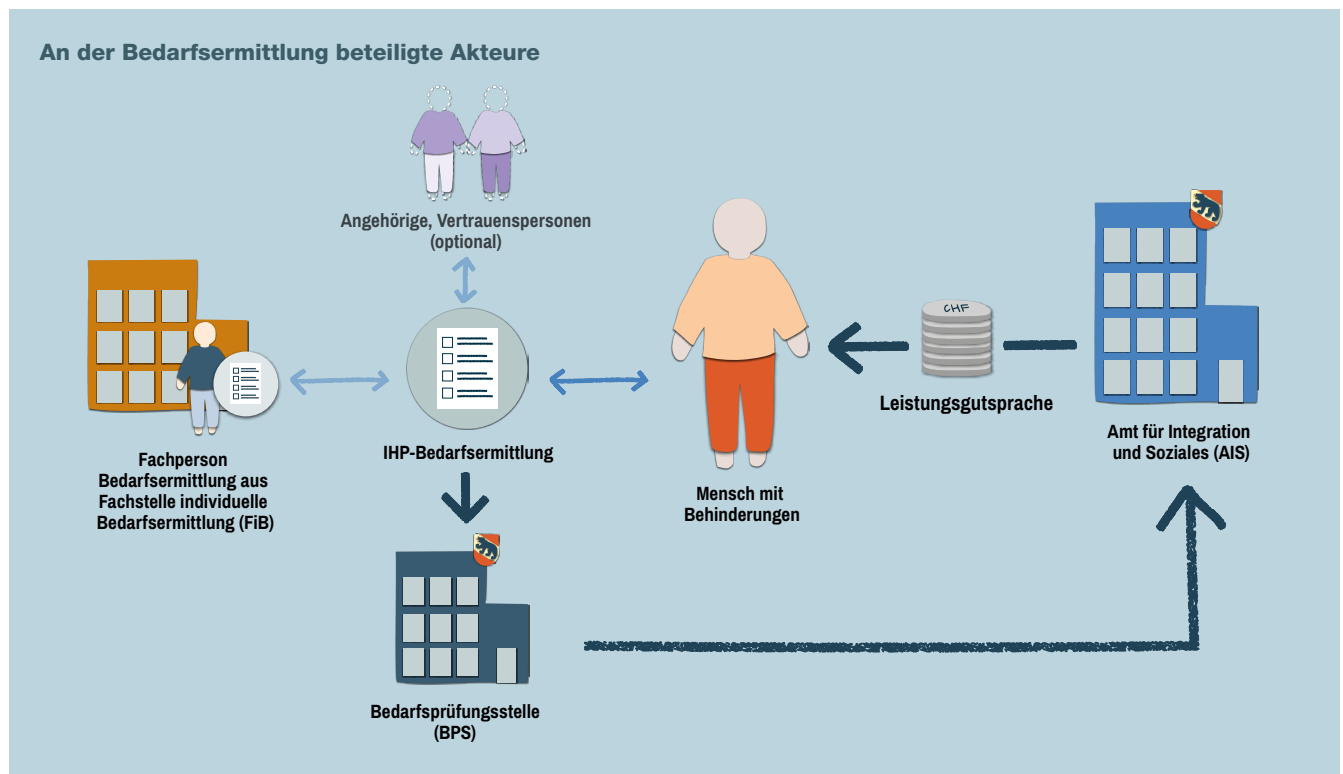 An der Bedarfsermittlung beteiligte Akteure
Angehörige, Vertrauenspersonen
(optional)
CHF
Leistungsgutsprache
Amt für Integration
und Soziales (AIS)
IHP-Bedarfsermittlung
Fachperson
Bedarfsermittlung aus
Fachstelle individuelle
Bedarfsermittlung (FiB)
Mensch mit
Behinderungen
Bedarfsprüfungsstelle
(BPS)